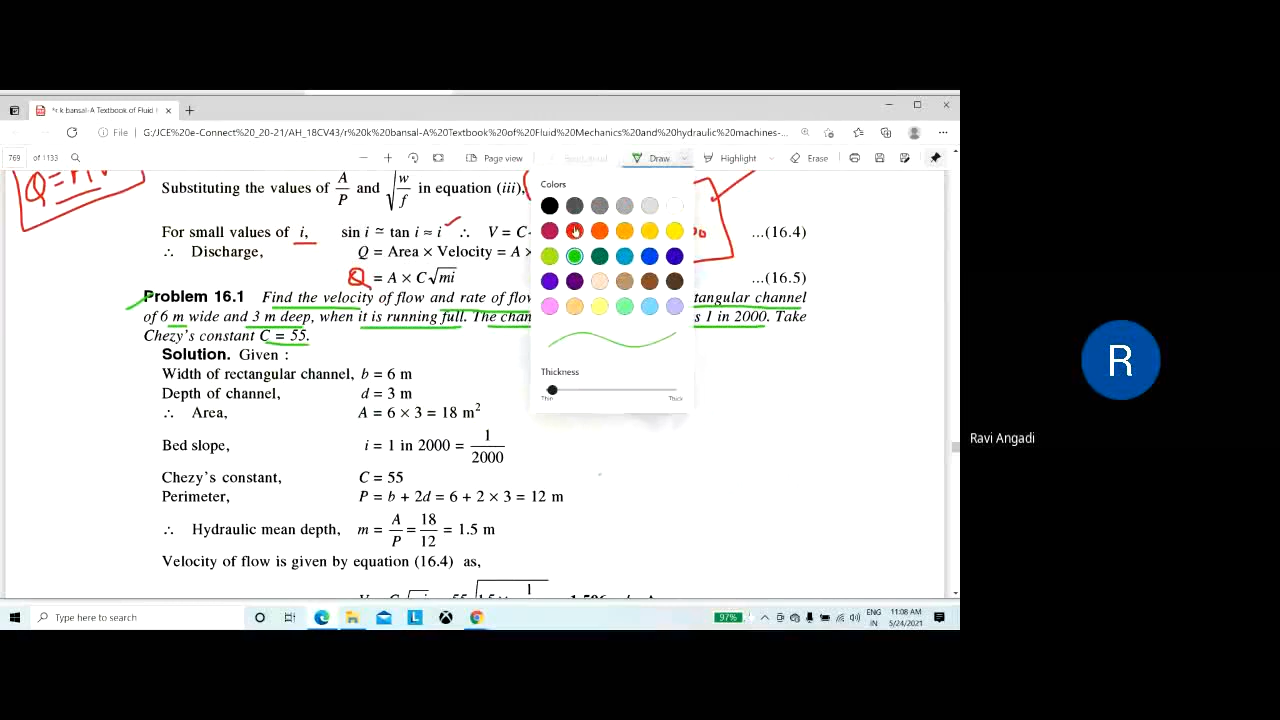 *r k bansal-A Textbook of Fluid
File
G:/JCE%20e-Connect%20_20-21/AH_18CV43/r%20k%20bansal-A%20Textbook%20of%20Fluid%20Mechanics%20and%20hydraulic%20machines-...
769 of 1133
Page view
Draw
Highlight
Erase
Substituting the values of A/P and √w/f in equation (iii),
Colors
For small values of i, sin i ≃ tan i ≈ i ∴ V = C ...(16.4)
∴ Discharge, Q = Area × Velocity = A ×
Q = A × C√mi ...(16.5)
Problem 16.1 Find the velocity of flow and rate of flow tangular channel
of 6 m wide and 3 m deep, when it is running full. The chan s 1 in 2000. Take
Chezy's constant C = 55.
Solution. Given :
Width of rectangular channel, b = 6 m
Thickness
Depth of channel, d = 3 m
Thin Thick
∴ Area, A = 6 × 3 = 18 m²
Bed slope, i = 1 in 2000 = 1/2000
Chezy's constant, C = 55
Perimeter, P = b + 2d = 6 + 2 × 3 = 12 m
∴ Hydraulic mean depth, m = A/P = 18/12 = 1.5 m
Velocity of flow is given by equation (16.4) as,
Type here to search
97%
ENG
IN
11:08 AM
5/24/2021
R
Ravi Angadi